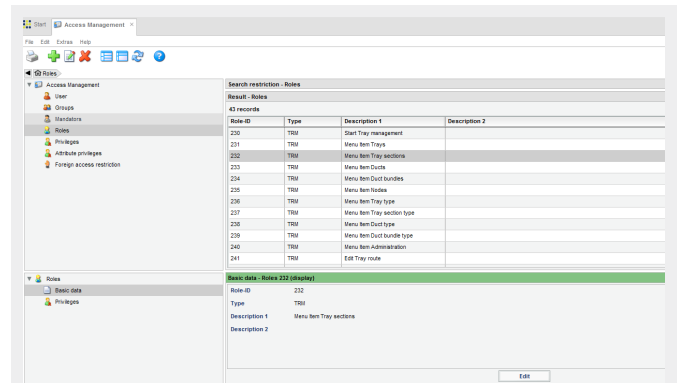 Start Access Management ×
File Edit Extras Help
Roles
Access Management
User
Groups
Mandators
Roles
Privileges
Attribute privileges
Foreign access restriction
Search restriction - Roles
Result - Roles
43 records
Role-ID Type Description 1 Description 2
230 TRM Start Tray management
231 TRM Menu Item Trays
232 TRM Menu Item Tray sections
233 TRM Menu Item Ducts
234 TRM Menu Item Duct bundles
235 TRM Menu Item Nodes
236 TRM Menu Item Tray type
237 TRM Menu Item Tray section type
238 TRM Menu Item Duct type
239 TRM Menu Item Duct bundle type
240 TRM Menu Item Administration
241 TRM Edit Tray route
Roles
Basic data
Privileges
Basic data - Roles 232 (display)
Role-ID 232
Type TRM
Description 1 Menu Item Tray sections
Description 2
Edit